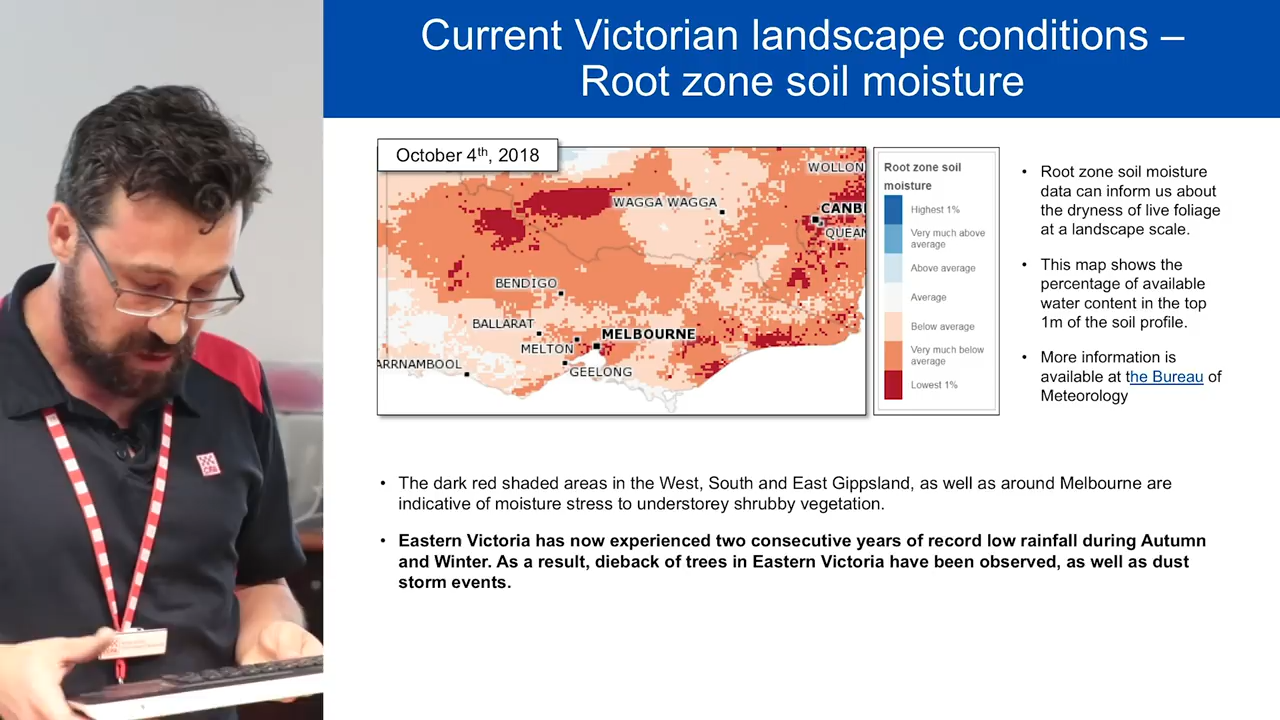 Current Victorian landscape conditions –
Root zone soil moisture
October 4th, 2018
WOLLON
WAGGA WAGGA
CANB
QUEAN
BENDIGO
BALLARAT
MELBOURNE
MELTON
ARRNAMBOOL
GEELONG
Root zone soil
moisture
Highest 1%
Very much above
average
Above average
Average
Below average
Very much below
average
Lowest 1%
• Root zone soil moisture
data can inform us about
the dryness of live foliage
at a landscape scale.
• This map shows the
percentage of available
water content in the top
1m of the soil profile.
• More information is
available at the Bureau of
Meteorology
• The dark red shaded areas in the West, South and East Gippsland, as well as around Melbourne are
indicative of moisture stress to understorey shrubby vegetation.
• Eastern Victoria has now experienced two consecutive years of record low rainfall during Autumn
and Winter. As a result, dieback of trees in Eastern Victoria have been observed, as well as dust
storm events.